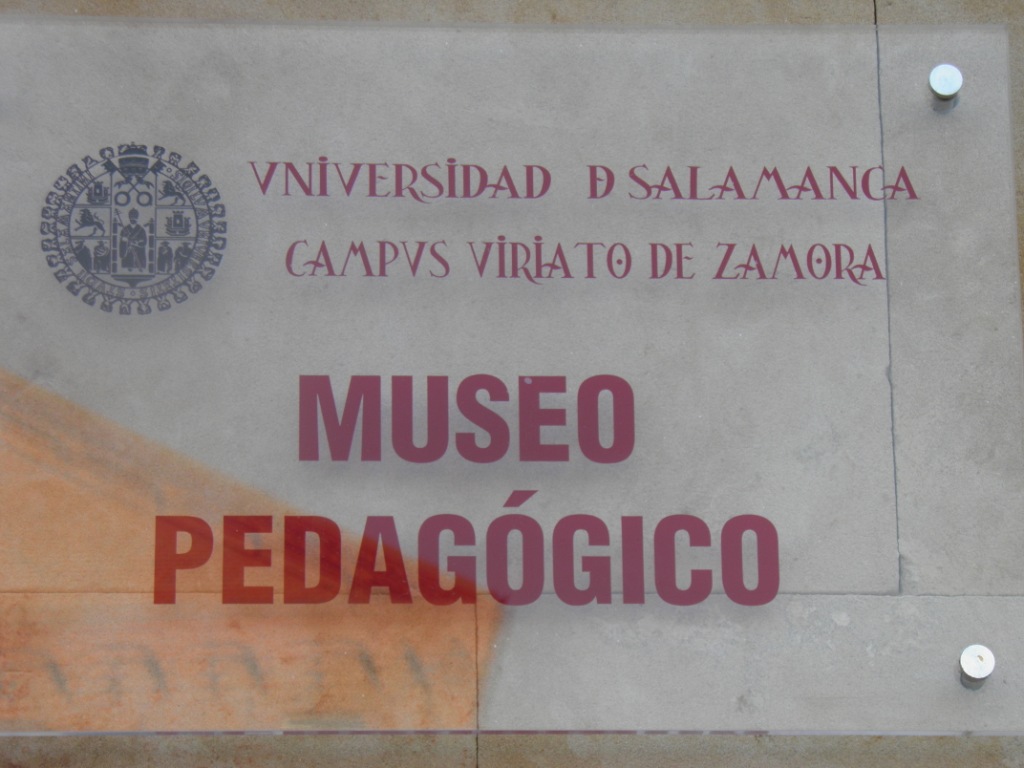 VNIVERSIDAD D SALAMANCA
CAMPVS VIRIATO DE ZAMORA
MUSEO
PEDAGÓGICO